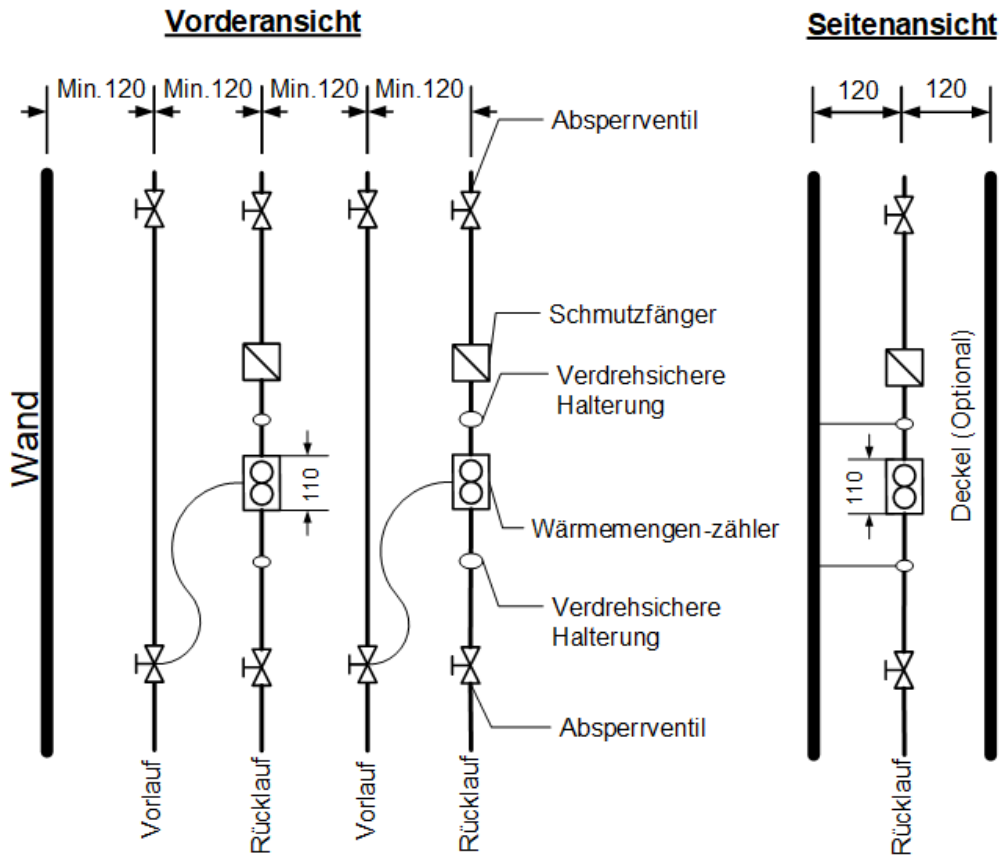 Vorderansicht
Seitenansicht
Min.120
Min.120
Min.120
Min.120
120
120
Absperrventil
Schmutzfänger
Verdrehsichere
Halterung
Wand
110
Wärmemengen-zähler
110
Deckel (Optional)
Verdrehsichere
Halterung
Absperrventil
Vorlauf
Rücklauf
Vorlauf
Rücklauf
Rücklauf